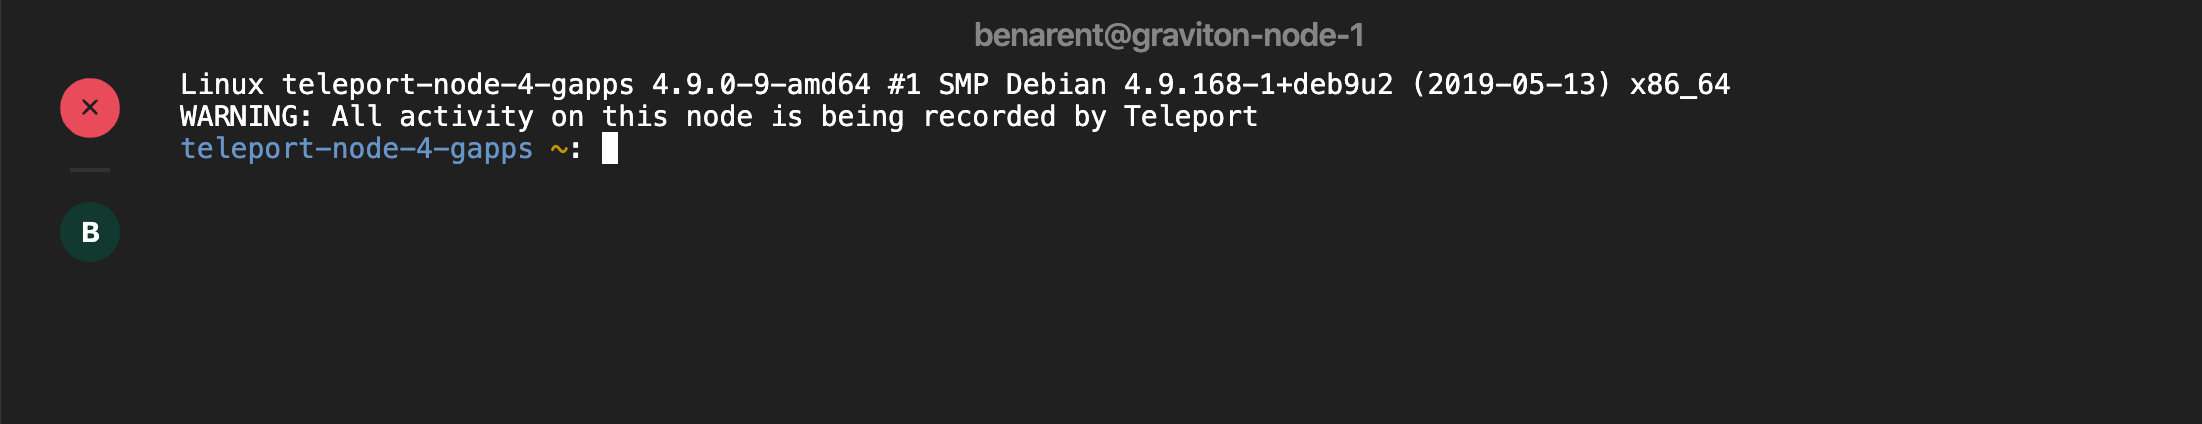 benarent@graviton-node-1
Linux teleport-node-4-gapps 4.9.0-9-amd64 #1 SMP Debian 4.9.168-1+deb9u2 (2019-05-13) x86_64
WARNING: All activity on this node is being recorded by Teleport
teleport-node-4-gapps ~:
B